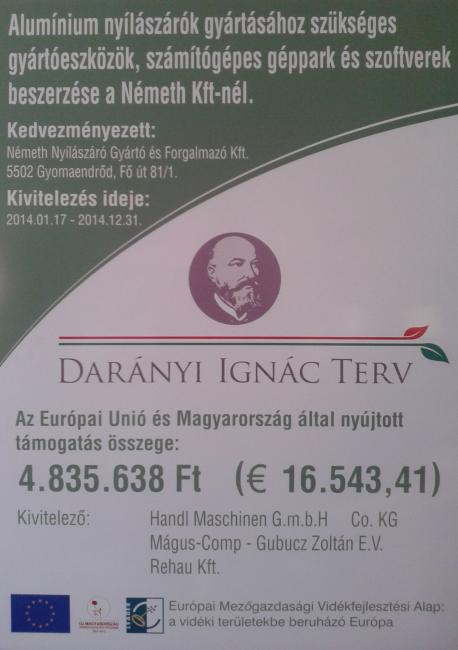 Alumínium nyílászárók gyártásához szükséges
gyártóeszközök, számítógépes géppark és szoftverek
beszerzése a Németh Kft-nél.
Kedvezményezett:
Németh Nyílászáró Gyártó és Forgalmazó Kft.
5502 Gyomaendrőd, Fő út 81/1.
Kivitelezés ideje:
2014.01.17 - 2014.12.31.
DARÁNYI IGNÁC TERV
Az Európai Unió és Magyarország által nyújtott
támogatás összege:
4.835.638 Ft (€ 16.543,41)
Kivitelező: Handl Maschinen G.m.b.H Co. KG
Mágus-Comp - Gubucz Zoltán E.V.
Rehau Kft.
Európai Mezőgazdasági Vidékfejlesztési Alap:
a vidéki területekbe beruházó Európa